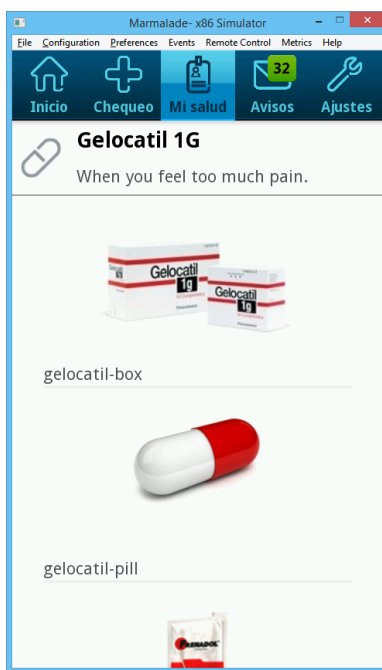 Marmalade- x86 Simulator
File Configuration Preferences Events Remote Control Metrics Help
32
Inicio Chequeo Mi salud Avisos Ajustes
Gelocatil 1G
When you feel too much pain.
Gelocatil
1g
Gelocatil
1g
gelocatil-box
gelocatil-pill
PRENADOL